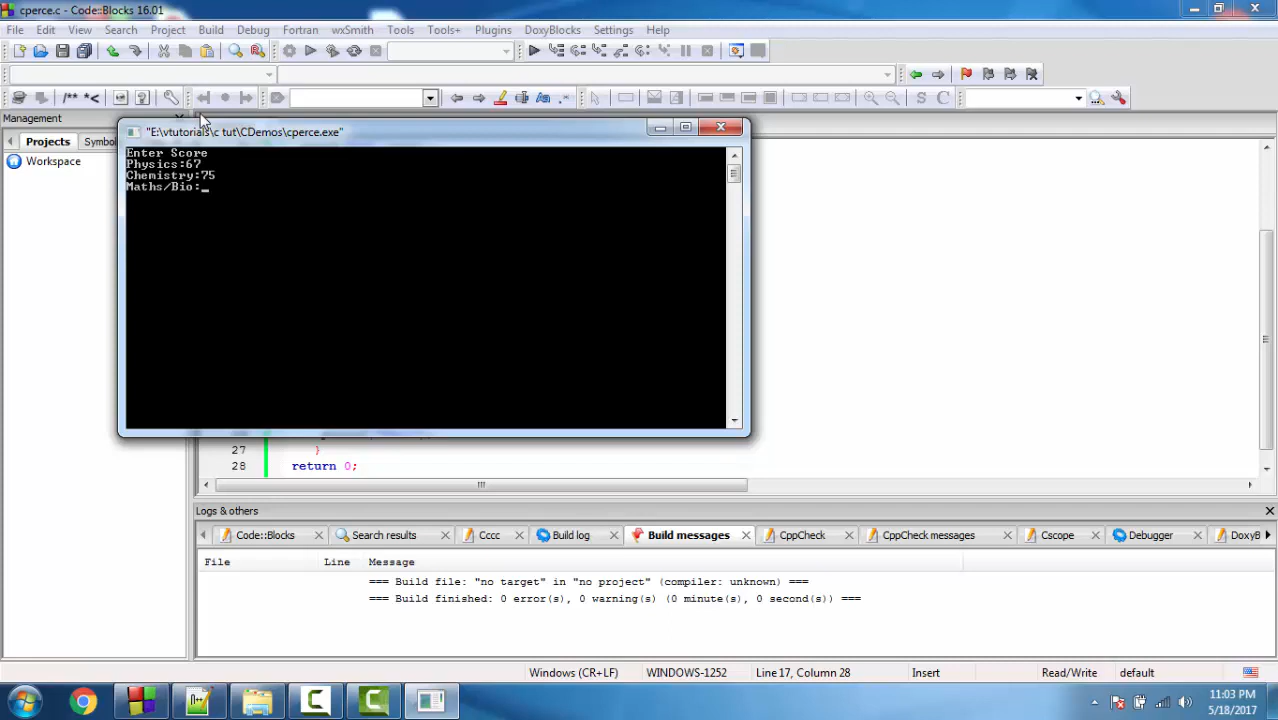 cperce.c - Code::Blocks 16.01
File Edit View Search Project Build Debug Fortran wxSmith Tools Tools+ Plugins DoxyBlocks Settings Help
/** *<
S C
Management
Projects Symbol
Workspace
"E:\vtutorials\c tut\CDemos\cperce.exe"
Enter Score
Physics:67
Chemistry:75
Maths/Bio:_
27 }
28 return 0;
Logs & others
Code::Blocks Search results Cccc Build log Build messages CppCheck CppCheck messages Cscope Debugger DoxyB
File Line Message
=== Build file: "no target" in "no project" (compiler: unknown) ===
=== Build finished: 0 error(s), 0 warning(s) (0 minute(s), 0 second(s)) ===
Windows (CR+LF) WINDOWS-1252 Line 17, Column 28 Insert Read/Write default
11:03 PM
5/18/2017